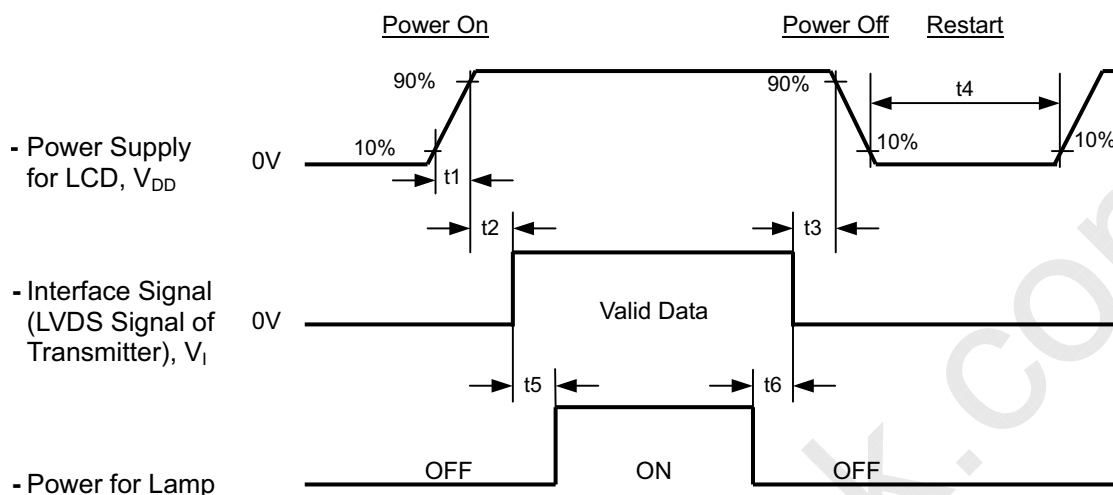 Power On
Power Off
Restart
90%
90%
t4
10%
10%
10%
- Power Supply
for LCD, VDD
0V
t1
t2
t3
- Interface Signal
(LVDS Signal of
Transmitter), VI
0V
Valid Data
t5
t6
OFF
ON
OFF
- Power for Lamp